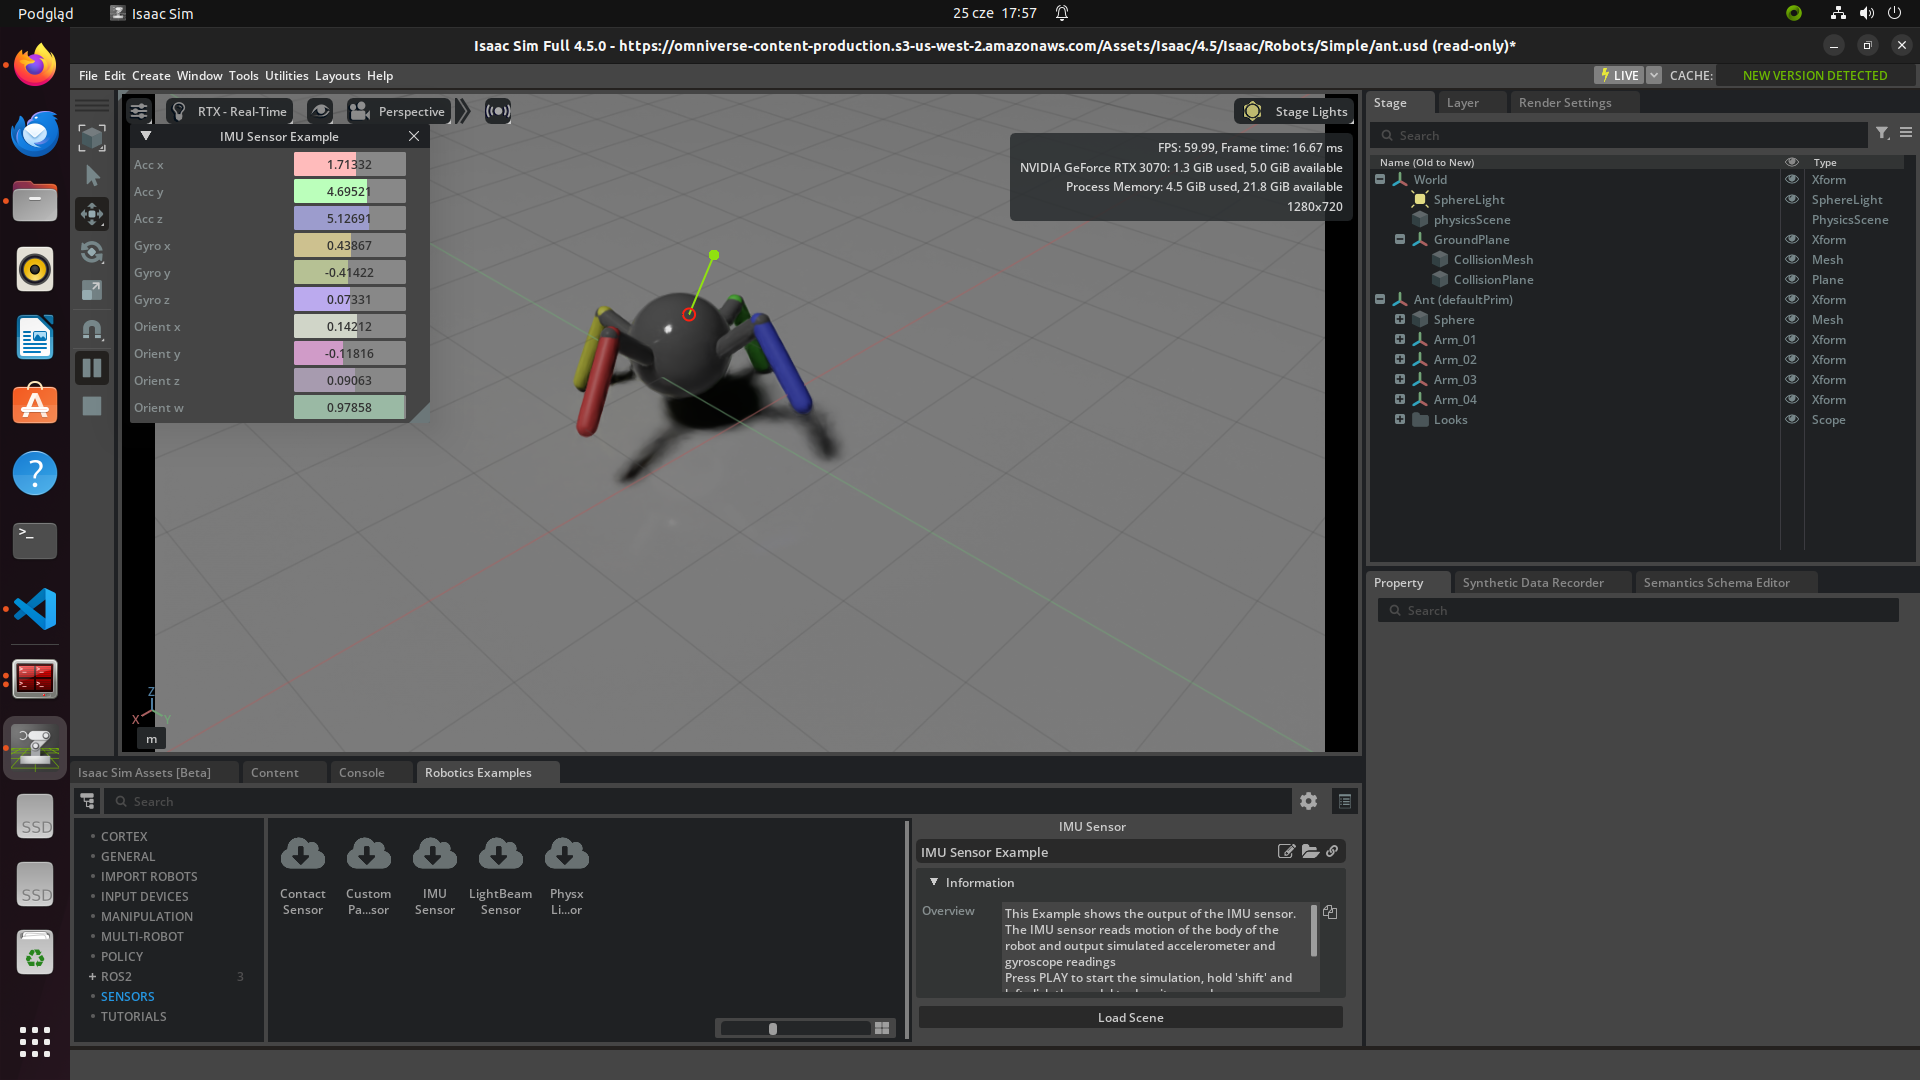 Podgląd
Isaac Sim
25 cze 17:57
Isaac Sim Full 4.5.0 - https://omniverse-content-production.s3-us-west-2.amazonaws.com/Assets/Isaac/4.5/Isaac/Robots/Simple/ant.usd (read-only)*
File Edit Create Window Tools Utilities Layouts Help
LIVE
CACHE:
NEW VERSION DETECTED
RTX - Real-Time
Perspective
Stage Lights
IMU Sensor Example
Acc x 1.71332
Acc y 4.69521
Acc z 5.12691
Gyro x 0.43867
Gyro y -0.41422
Gyro z 0.07331
Orient x 0.14212
Orient y -0.11816
Orient z 0.09063
Orient w 0.97858
FPS: 59.99, Frame time: 16.67 ms
NVIDIA GeForce RTX 3070: 1.3 GiB used, 5.0 GiB available
Process Memory: 4.5 GiB used, 21.8 GiB available
1280x720
Z
X
Y
m
Stage Layer Render Settings
Search
Name (Old to New) Type
World Xform
SphereLight SphereLight
physicsScene PhysicsScene
GroundPlane Xform
CollisionMesh Mesh
CollisionPlane Plane
Ant (defaultPrim) Xform
Sphere Mesh
Arm_01 Xform
Arm_02 Xform
Arm_03 Xform
Arm_04 Xform
Looks Scope
Property Synthetic Data Recorder Semantics Schema Editor
Search
Isaac Sim Assets [Beta] Content Console Robotics Examples
Search
CORTEX
GENERAL
IMPORT ROBOTS
INPUT DEVICES
MANIPULATION
MULTI-ROBOT
POLICY
+ ROS2 3
SENSORS
TUTORIALS
Contact
Sensor
Custom
Pa...sor
IMU
Sensor
LightBeam
Sensor
Physx
Li...or
IMU Sensor
IMU Sensor Example
Information
Overview
This Example shows the output of the IMU sensor.
The IMU sensor reads motion of the body of the
robot and output simulated accelerometer and
gyroscope readings
Press PLAY to start the simulation, hold 'shift' and
Load Scene
SSD
SSD